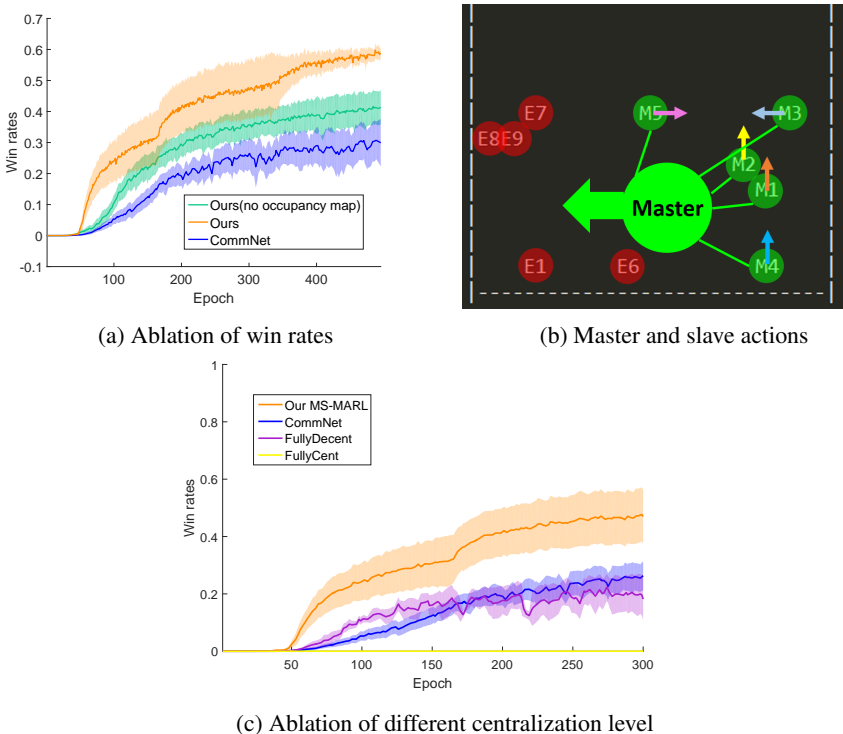 0.7
0.6
0.5
0.4
0.3
0.2
0.1
0
-0.1
Win rates
100
200
300
400
Epoch
Ours(no occupancy map)
Ours
CommNet
(a) Ablation of win rates
E7
E8
E9
E1
E6
M5
M3
M2
M1
M4
Master
(b) Master and slave actions
1
0.8
0.6
0.4
0.2
0
Win rates
50
100
150
200
250
300
Epoch
Our MS-MARL
CommNet
FullyDecent
FullyCent
(c) Ablation of different centralization level